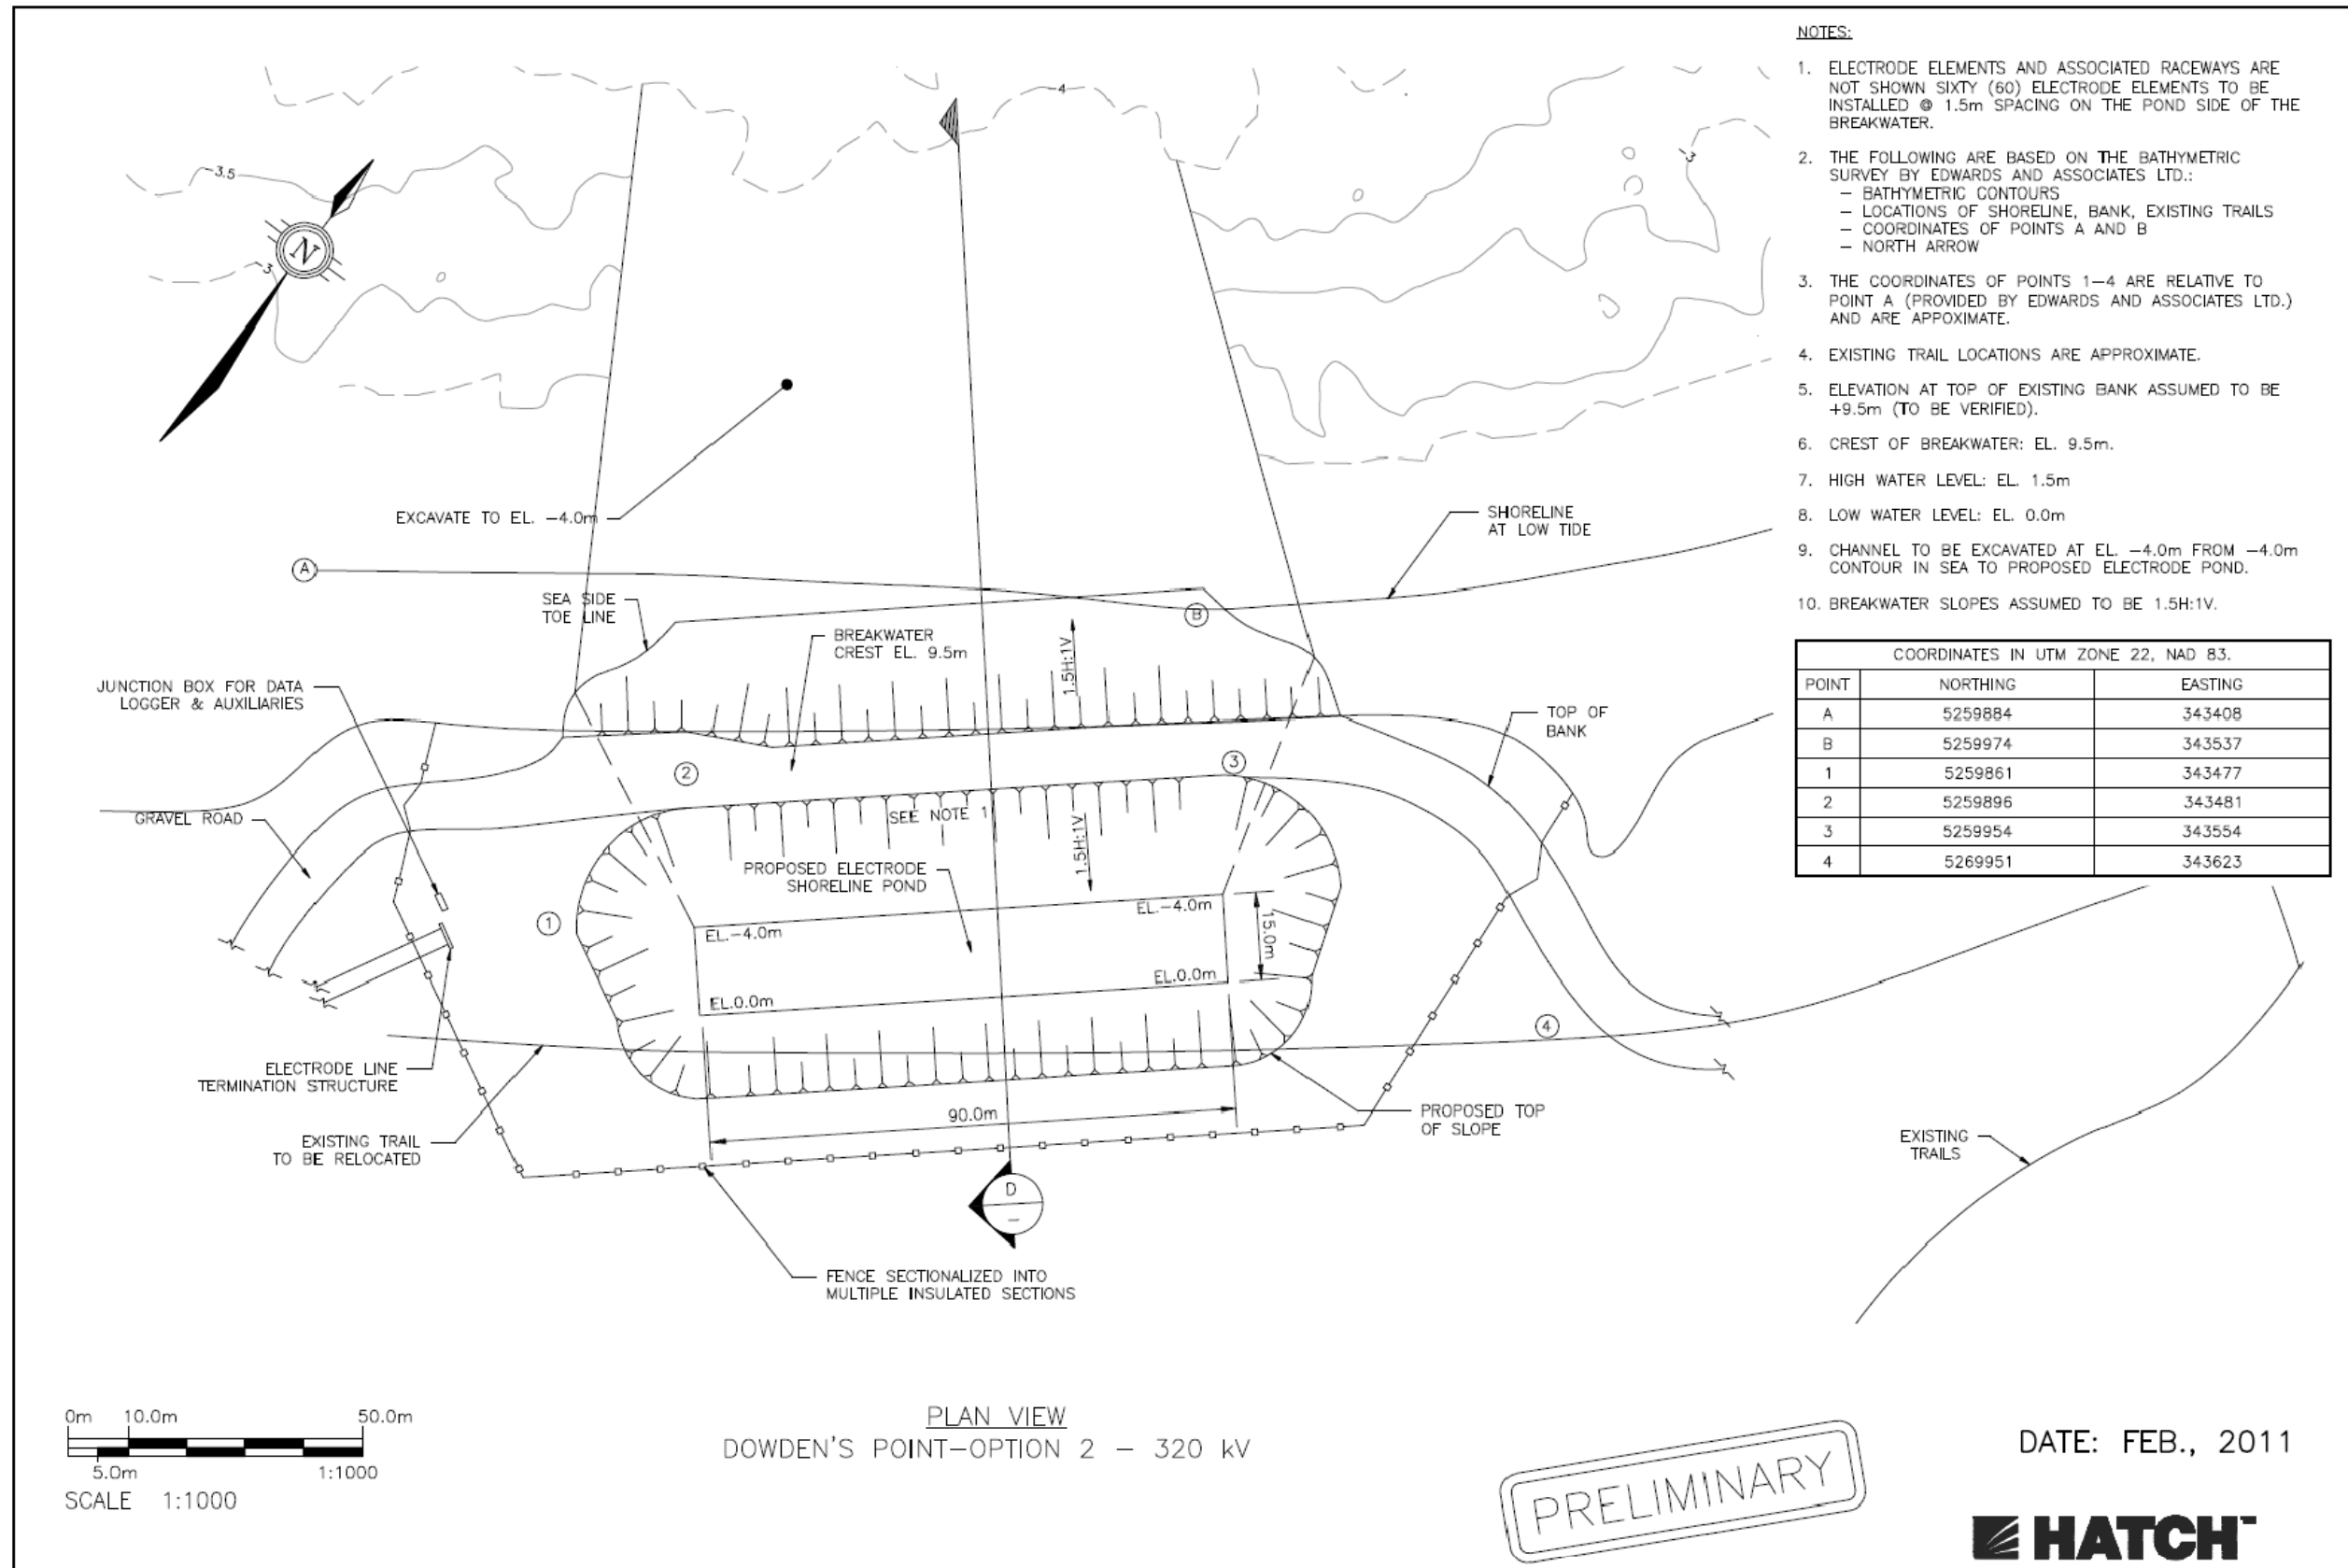 NOTES:
1. ELECTRODE ELEMENTS AND ASSOCIATED RACEWAYS ARE
NOT SHOWN SIXTY (60) ELECTRODE ELEMENTS TO BE
INSTALLED @ 1.5m SPACING ON THE POND SIDE OF THE
BREAKWATER.
2. THE FOLLOWING ARE BASED ON THE BATHYMETRIC
SURVEY BY EDWARDS AND ASSOCIATES LTD.:
– BATHYMETRIC CONTOURS
– LOCATIONS OF SHORELINE, BANK, EXISTING TRAILS
– COORDINATES OF POINTS A AND B
– NORTH ARROW
3. THE COORDINATES OF POINTS 1–4 ARE RELATIVE TO
POINT A (PROVIDED BY EDWARDS AND ASSOCIATES LTD.)
AND ARE APPOXIMATE.
4. EXISTING TRAIL LOCATIONS ARE APPROXIMATE.
5. ELEVATION AT TOP OF EXISTING BANK ASSUMED TO BE
+9.5m (TO BE VERIFIED).
6. CREST OF BREAKWATER: EL. 9.5m.
7. HIGH WATER LEVEL: EL. 1.5m
8. LOW WATER LEVEL: EL. 0.0m
9. CHANNEL TO BE EXCAVATED AT EL. –4.0m FROM –4.0m
CONTOUR IN SEA TO PROPOSED ELECTRODE POND.
10. BREAKWATER SLOPES ASSUMED TO BE 1.5H:1V.
COORDINATES IN UTM ZONE 22, NAD 83.
POINT NORTHING EASTING
A 5259884 343408
B 5259974 343537
1 5259861 343477
2 5259896 343481
3 5259954 343554
4 5269951 343623
–4
–3.5
–3
N
–3
EXCAVATE TO EL. –4.0m
SHORELINE
AT LOW TIDE
A
SEA SIDE
TOE LINE
B
BREAKWATER
CREST EL. 9.5m
1.5H:1V
JUNCTION BOX FOR DATA
LOGGER & AUXILIARIES
TOP OF
BANK
2
3
GRAVEL ROAD
SEE NOTE 1
1.5H:1V
PROPOSED ELECTRODE
SHORELINE POND
1
EL.–4.0m
EL.–4.0m
15.0m
EL.0.0m
EL.0.0m
4
ELECTRODE LINE
TERMINATION STRUCTURE
90.0m
PROPOSED TOP
OF SLOPE
EXISTING TRAIL
TO BE RELOCATED
EXISTING
TRAILS
D
–
FENCE SECTIONALIZED INTO
MULTIPLE INSULATED SECTIONS
0m 10.0m 50.0m
5.0m 1:1000
SCALE 1:1000
PLAN VIEW
DOWDEN'S POINT–OPTION 2 – 320 kV
PRELIMINARY
DATE: FEB., 2011
HATCH™